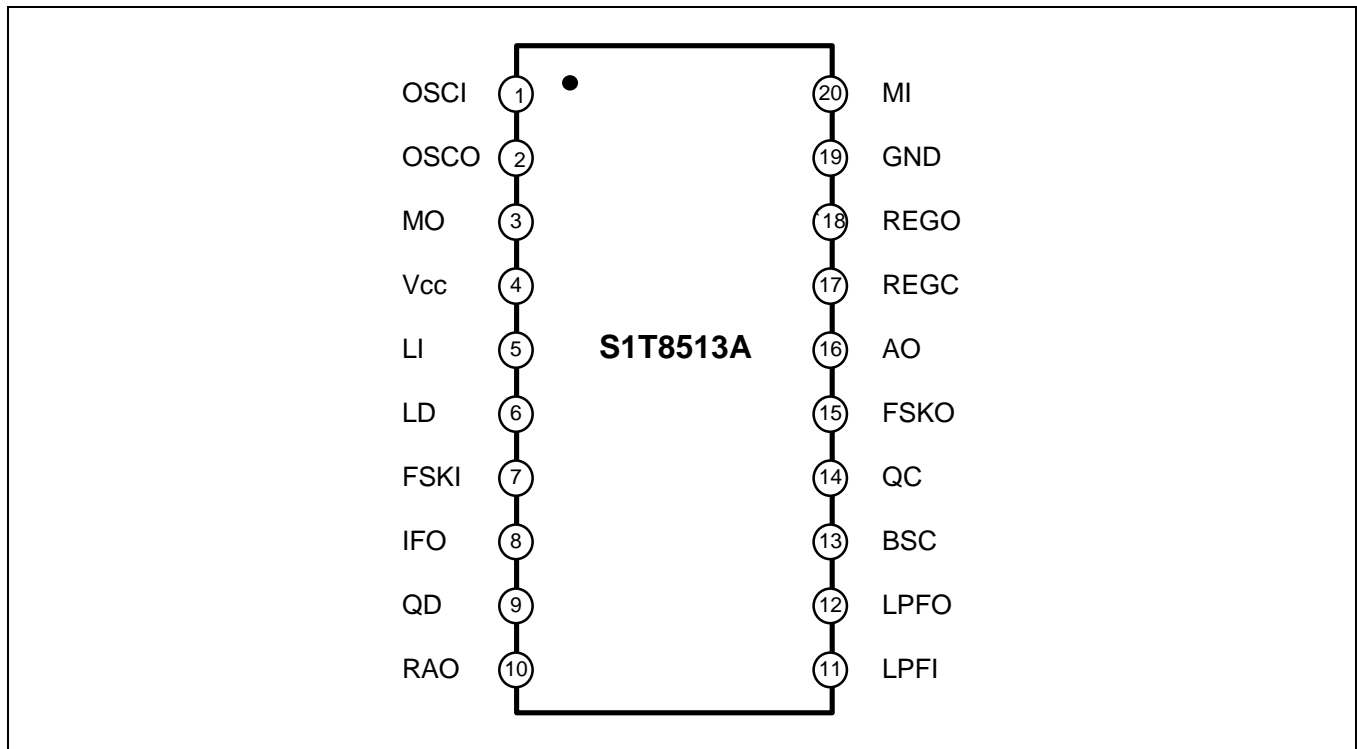 OSCI 1 20 MI
OSCO 2 19 GND
MO 3 18 REGO
Vcc 4 17 REGC
LI 5 S1T8513A 16 AO
LD 6 15 FSKO
FSKI 7 14 QC
IFO 8 13 BSC
QD 9 12 LPFO
RAO 10 11 LPFI